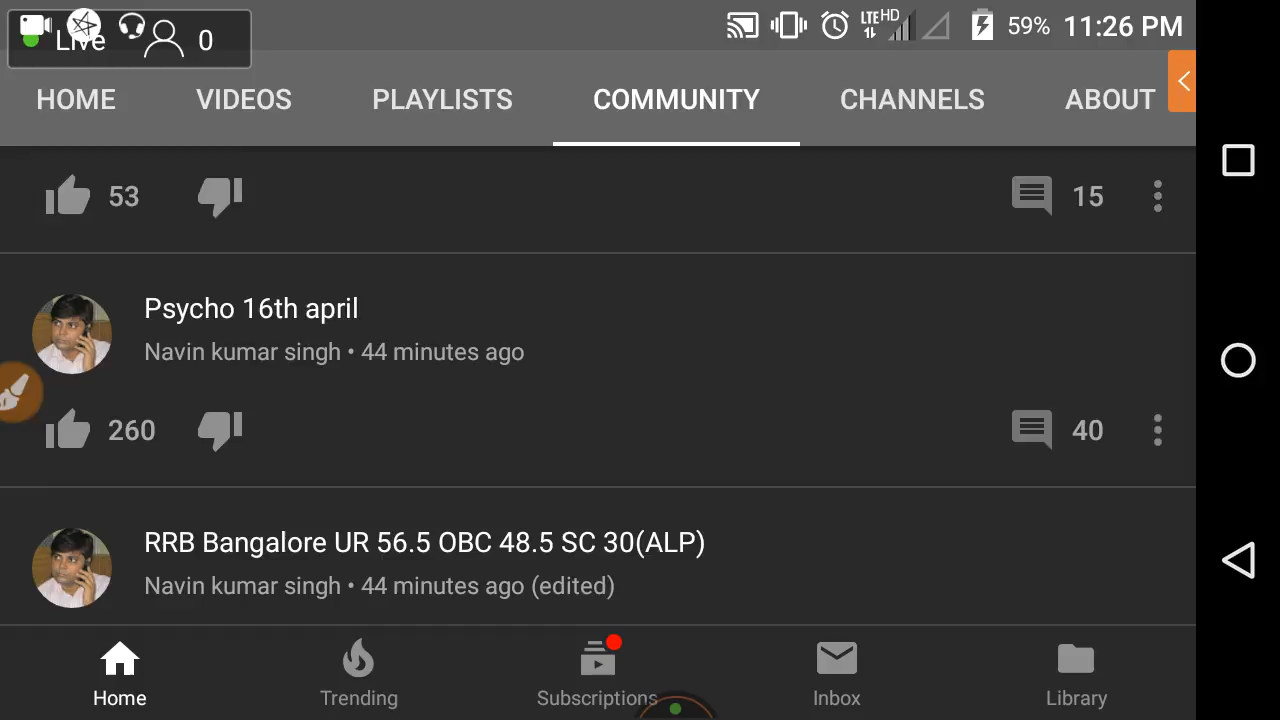 Live 0 LTE HD 59% 11:26 PM
HOME VIDEOS PLAYLISTS COMMUNITY CHANNELS ABOUT
53 15
Psycho 16th april
Navin kumar singh • 44 minutes ago
260 40
RRB Bangalore UR 56.5 OBC 48.5 SC 30(ALP)
Navin kumar singh • 44 minutes ago (edited)
Home Trending Subscriptions Inbox Library